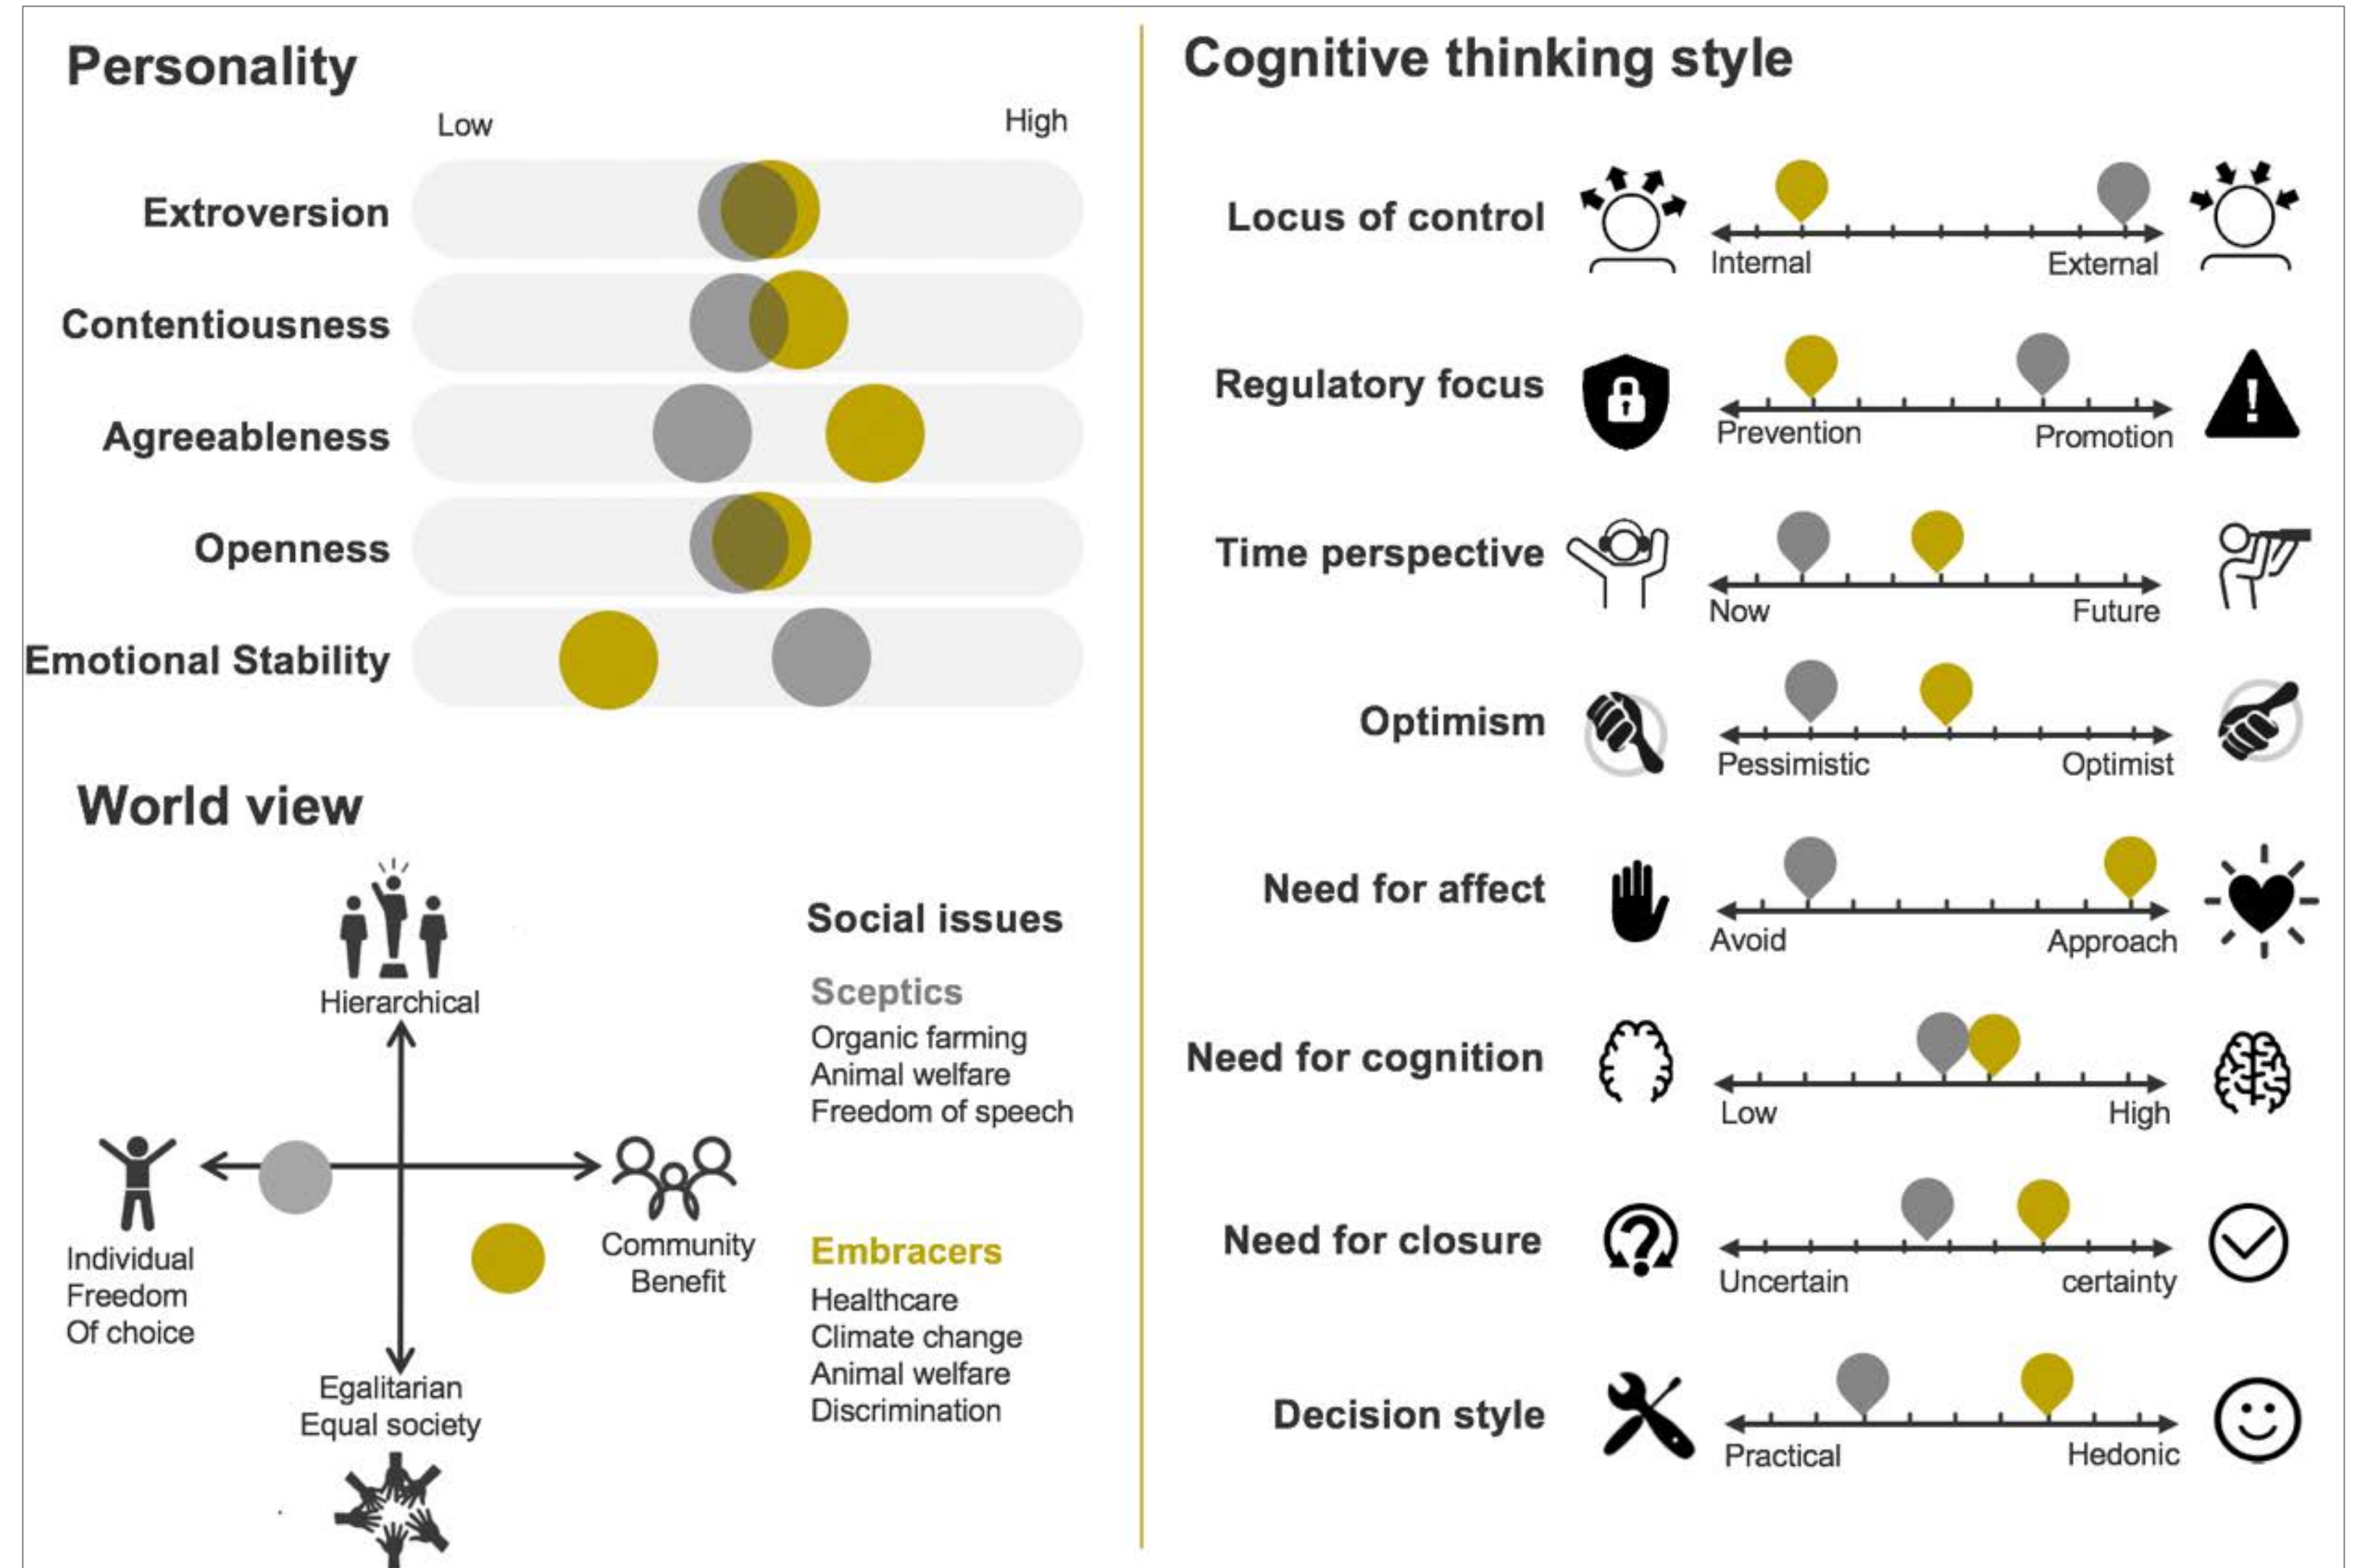 Personality
Low
High
Extroversion
Contentiousness
Agreeableness
Openness
Emotional Stability
World view
Hierarchical
Individual
Freedom
Of choice
Community
Benefit
Egalitarian
Equal society
Social issues
Sceptics
Organic farming
Animal welfare
Freedom of speech
Embracers
Healthcare
Climate change
Animal welfare
Discrimination
Cognitive thinking style
Locus of control
Internal
External
Regulatory focus
Prevention
Promotion
Time perspective
Now
Future
Optimism
Pessimistic
Optimist
Need for affect
Avoid
Approach
Need for cognition
Low
High
Need for closure
Uncertain
certainty
Decision style
Practical
Hedonic